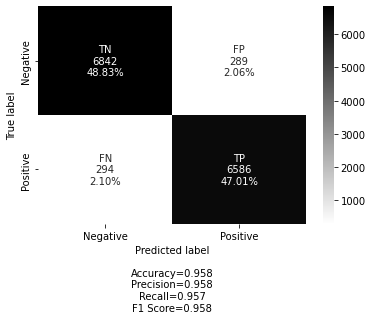 TN
6842
48.83%
FP
289
2.06%
FN
294
2.10%
TP
6586
47.01%
Negative
Positive
True label
Negative
Positive
Predicted label
6000
5000
4000
3000
2000
1000
Accuracy=0.958
Precision=0.958
Recall=0.957
F1 Score=0.958